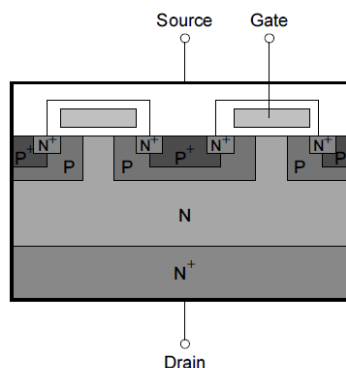 Source Gate
N+ N+ N+ N+
P+ P P P+ P P P
N
N+
Drain